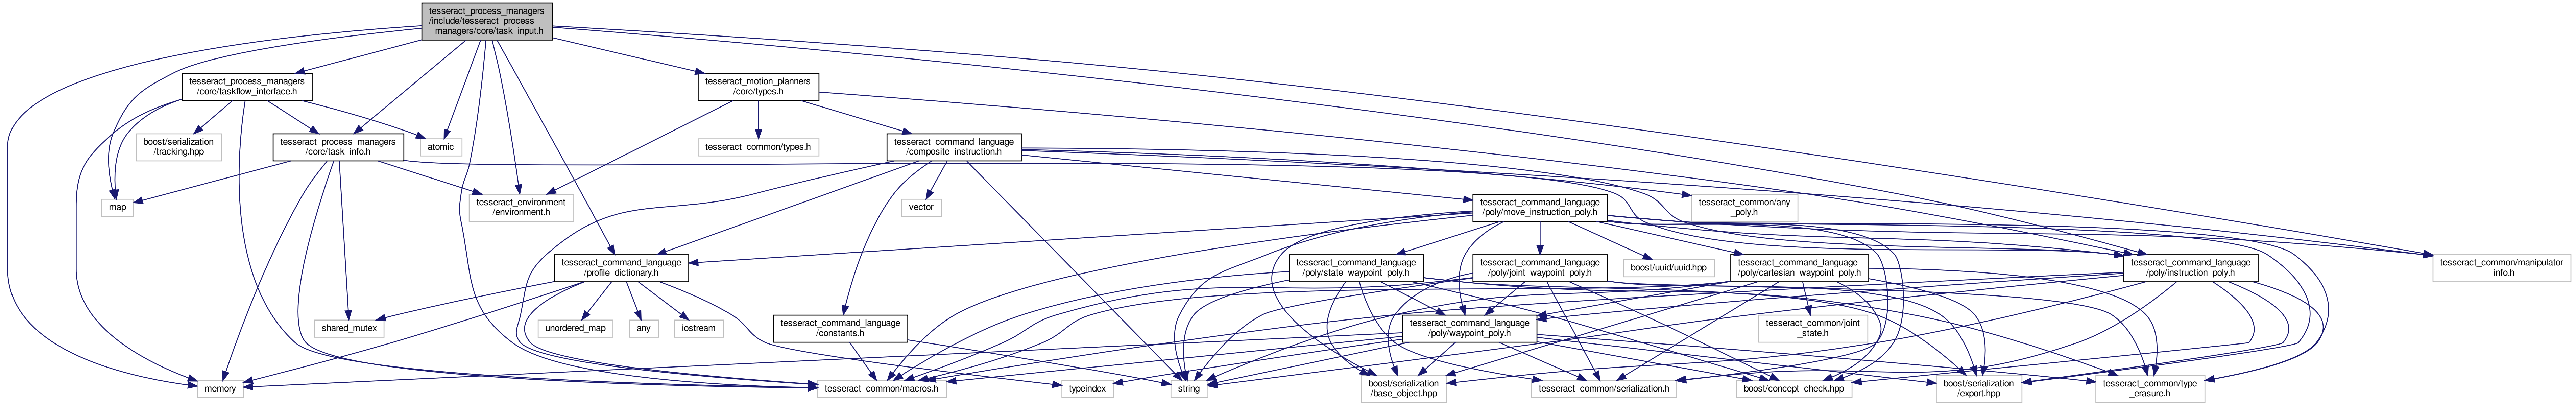 tesseract_process_managers
/include/tesseract_process
_managers/core/task_input.h
tesseract_process_managers
/core/taskflow_interface.h
tesseract_motion_planners
/core/types.h
boost/serialization
/tracking.hpp
tesseract_process_managers
/core/task_info.h
atomic
tesseract_common/types.h
tesseract_command_language
/composite_instruction.h
map
tesseract_environment
/environment.h
vector
tesseract_command_language
/poly/move_instruction_poly.h
tesseract_common/any
_poly.h
tesseract_command_language
/profile_dictionary.h
tesseract_command_language
/poly/state_waypoint_poly.h
tesseract_command_language
/poly/joint_waypoint_poly.h
boost/uuid/uuid.hpp
tesseract_command_language
/poly/cartesian_waypoint_poly.h
tesseract_command_language
/poly/instruction_poly.h
tesseract_common/manipulator
_info.h
shared_mutex
unordered_map
any
iostream
tesseract_command_language
/constants.h
tesseract_command_language
/poly/waypoint_poly.h
tesseract_common/joint
_state.h
memory
tesseract_common/macros.h
typeindex
string
boost/serialization
/base_object.hpp
tesseract_common/serialization.h
boost/concept_check.hpp
boost/serialization
/export.hpp
tesseract_common/type
_erasure.h